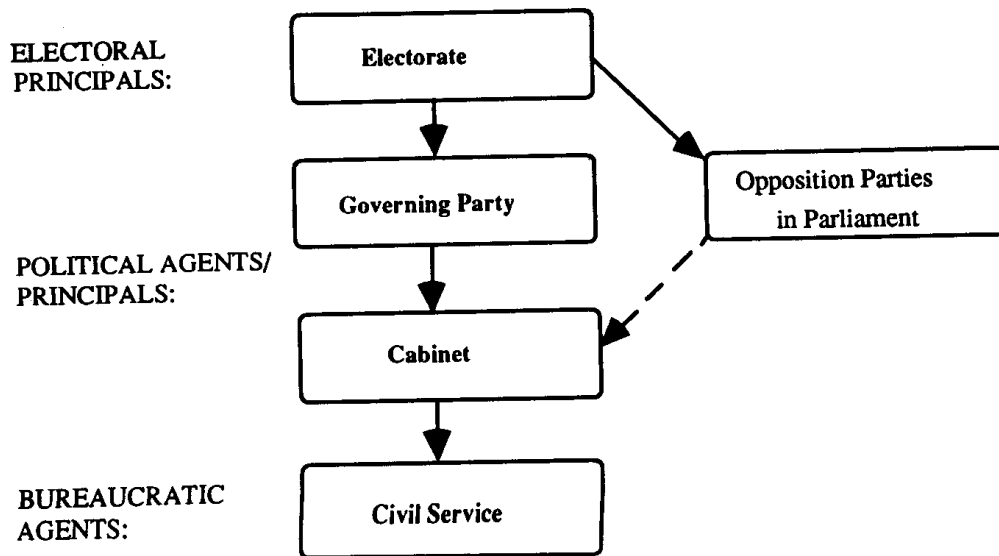 ELECTORAL
PRINCIPALS:
Electorate
Governing Party
Opposition Parties
in Parliament
POLITICAL AGENTS/
PRINCIPALS:
Cabinet
BUREAUCRATIC
AGENTS:
Civil Service